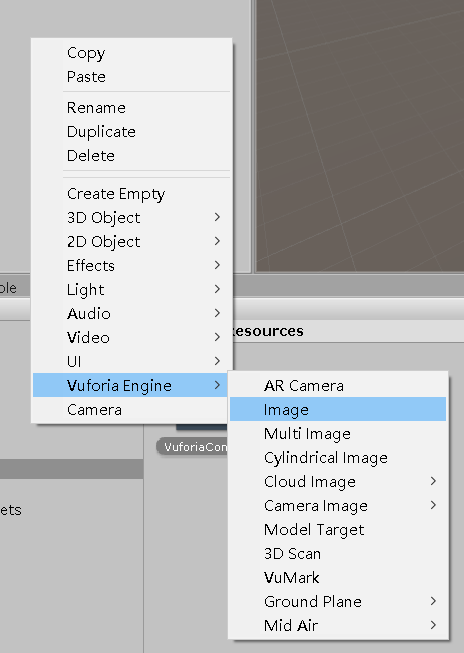 Copy
Paste
Rename
Duplicate
Delete
Create Empty
3D Object
2D Object
Effects
Light
Audio
Video
UI
Vuforia Engine
Camera
AR Camera
Image
Multi Image
Cylindrical Image
Cloud Image
Camera Image
Model Target
3D Scan
VuMark
Ground Plane
Mid Air
ole
esources
VuforiaCon
ets